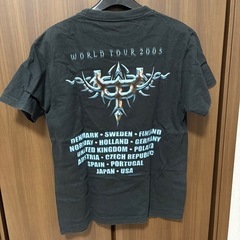 WORLD TOUR 2005
DENMARK • SWEDEN • FINLAND
NORWAY • HOLLAND • GERMANY
UNITED KINGDOM • POLAND
AUSTRIA • CZECH REPUBLIC
SPAIN • PORTUGAL
JAPAN • USA